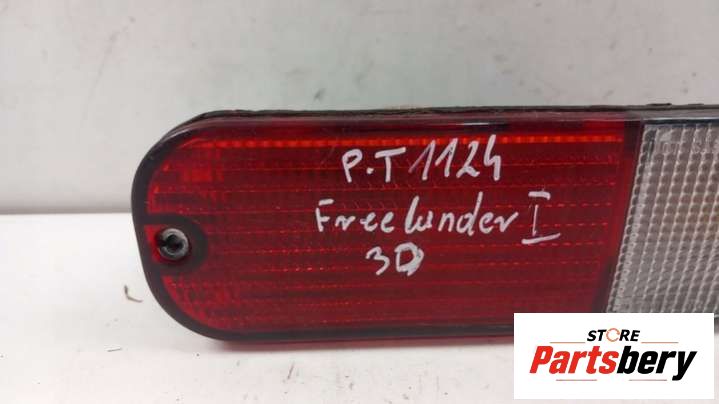 P.T 1124
Freelander I
3D
STORE
Partsbery